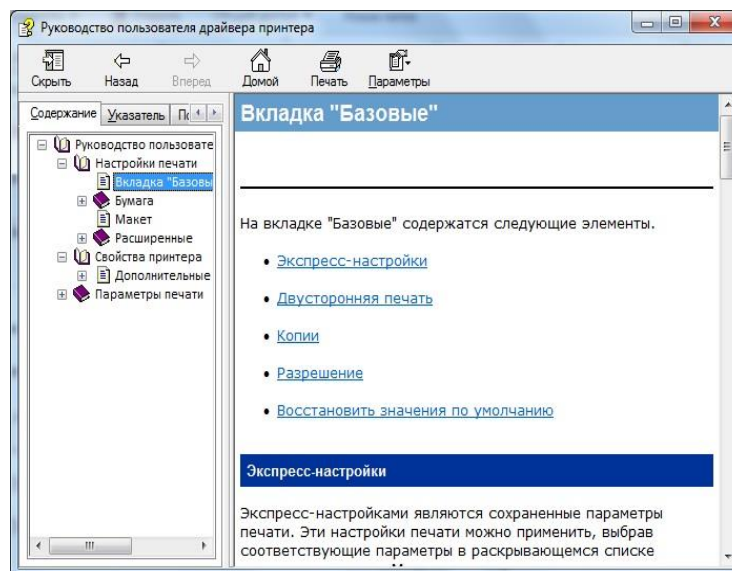 Руководство пользователя драйвера принтера
Скрыть Назад Вперед Домой Печать Параметры
Содержание Указатель
Руководство пользовате
Настройки печати
Вкладка "Базовы
Бумага
Макет
Расширенные
Свойства принтера
Дополнительные
Параметры печати
Вкладка "Базовые"
На вкладке "Базовые" содержатся следующие элементы.
• Экспресс-настройки
• Двусторонняя печать
• Копии
• Разрешение
• Восстановить значения по умолчанию
Экспресс-настройки
Экспресс-настройками являются сохраненные параметры
печати. Эти настройки печати можно применить, выбрав
соответствующие параметры в раскрывающемся списке